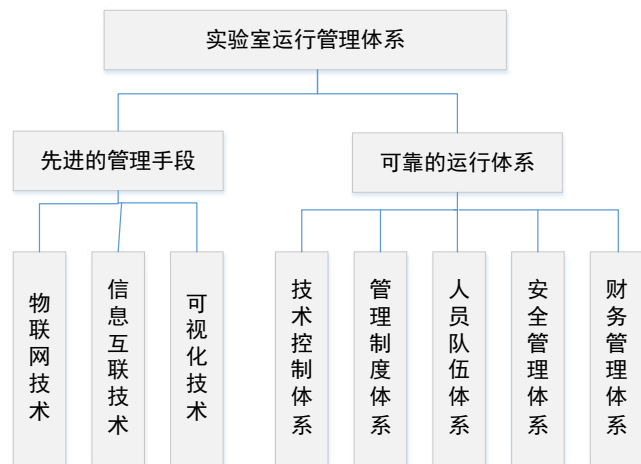 实验室运行管理体系
先进的管理手段
可靠的运行体系
物联网技术
信息互联技术
可视化技术
技术控制体系
管理制度体系
人员队伍体系
安全管理体系
财务管理体系